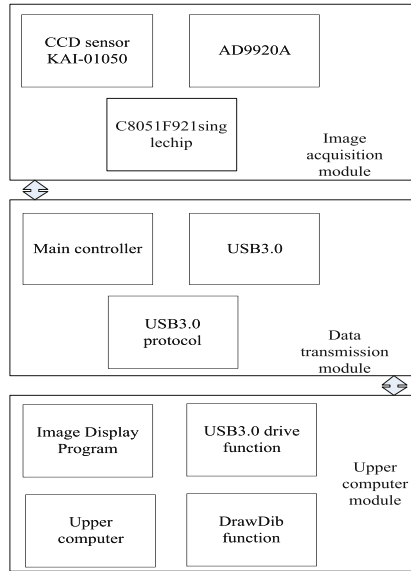 CCD sensor
KAI-01050
AD9920A
C8051F921sing
lechip
Image
acquisition
module
Main controller
USB3.0
USB3.0
protocol
Data
transmission
module
Image Display
Program
USB3.0 drive
function
Upper
computer
DrawDib
function
Upper
computer
module